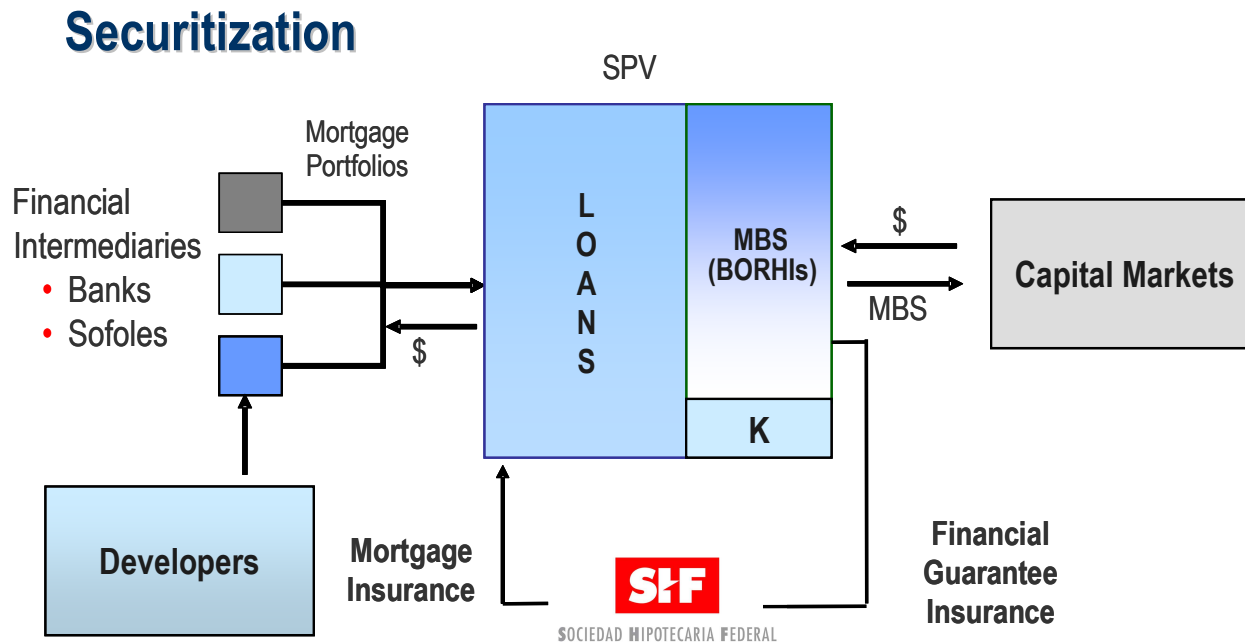 Securitization
SPV
Mortgage
Portfolios
Financial
Intermediaries
• Banks
• Sofoles
$
L
O
A
N
S
MBS
(BORHIs)
K
$
MBS
Capital Markets
Developers
Mortgage
Insurance
SHF
SOCIEDAD HIPOTECARIA FEDERAL
Financial
Guarantee
Insurance